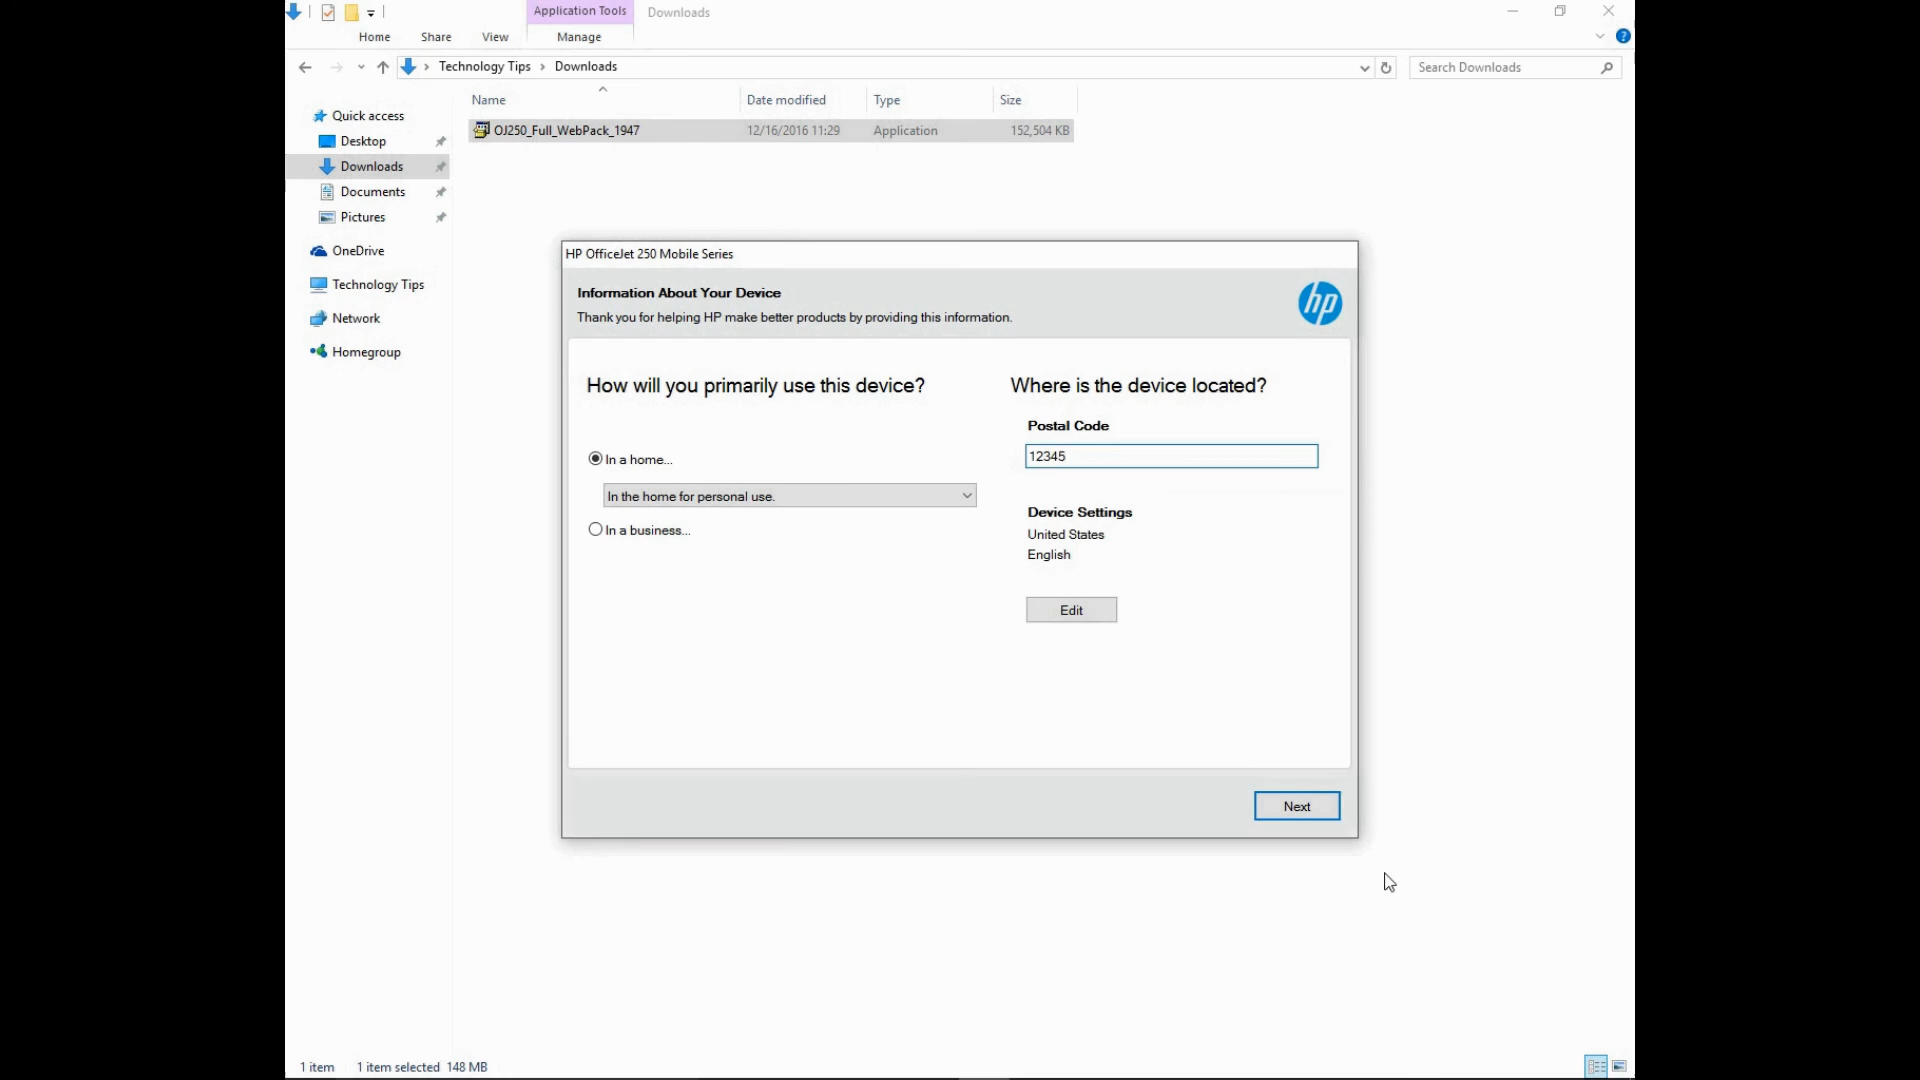 Application Tools
Downloads
Home
Share
View
Manage
Technology Tips
Downloads
Search Downloads
Name
Date modified
Type
Size
OJ250_Full_WebPack_1947
12/16/2016 11:29
Application
152,504 KB
Quick access
Desktop
Downloads
Documents
Pictures
OneDrive
Technology Tips
Network
Homegroup
HP OfficeJet 250 Mobile Series
Information About Your Device
Thank you for helping HP make better products by providing this information.
hp
How will you primarily use this device?
In a home...
In the home for personal use.
In a business...
Where is the device located?
Postal Code
12345
Device Settings
United States
English
Edit
Next
1 item
1 item selected 148 MB